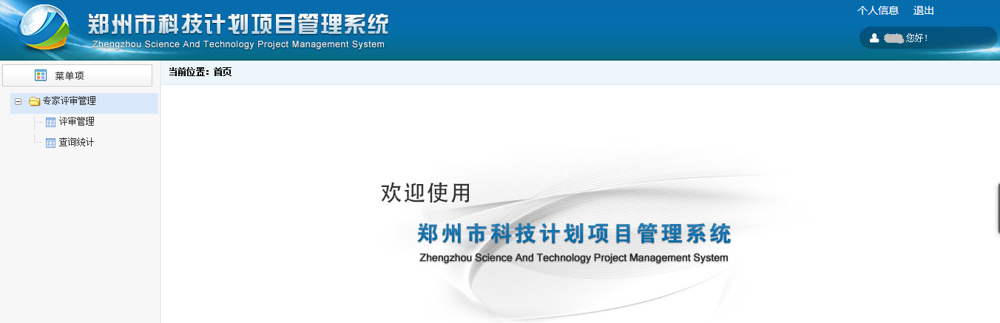 郑州市科技计划项目管理系统
Zhengzhou Science And Technology Project Management System
个人信息 退出
您好!
菜单项
当前位置：首页
专家评审管理
评审管理
查询统计
欢迎使用
郑州市科技计划项目管理系统
Zhengzhou Science And Technology Project Management System